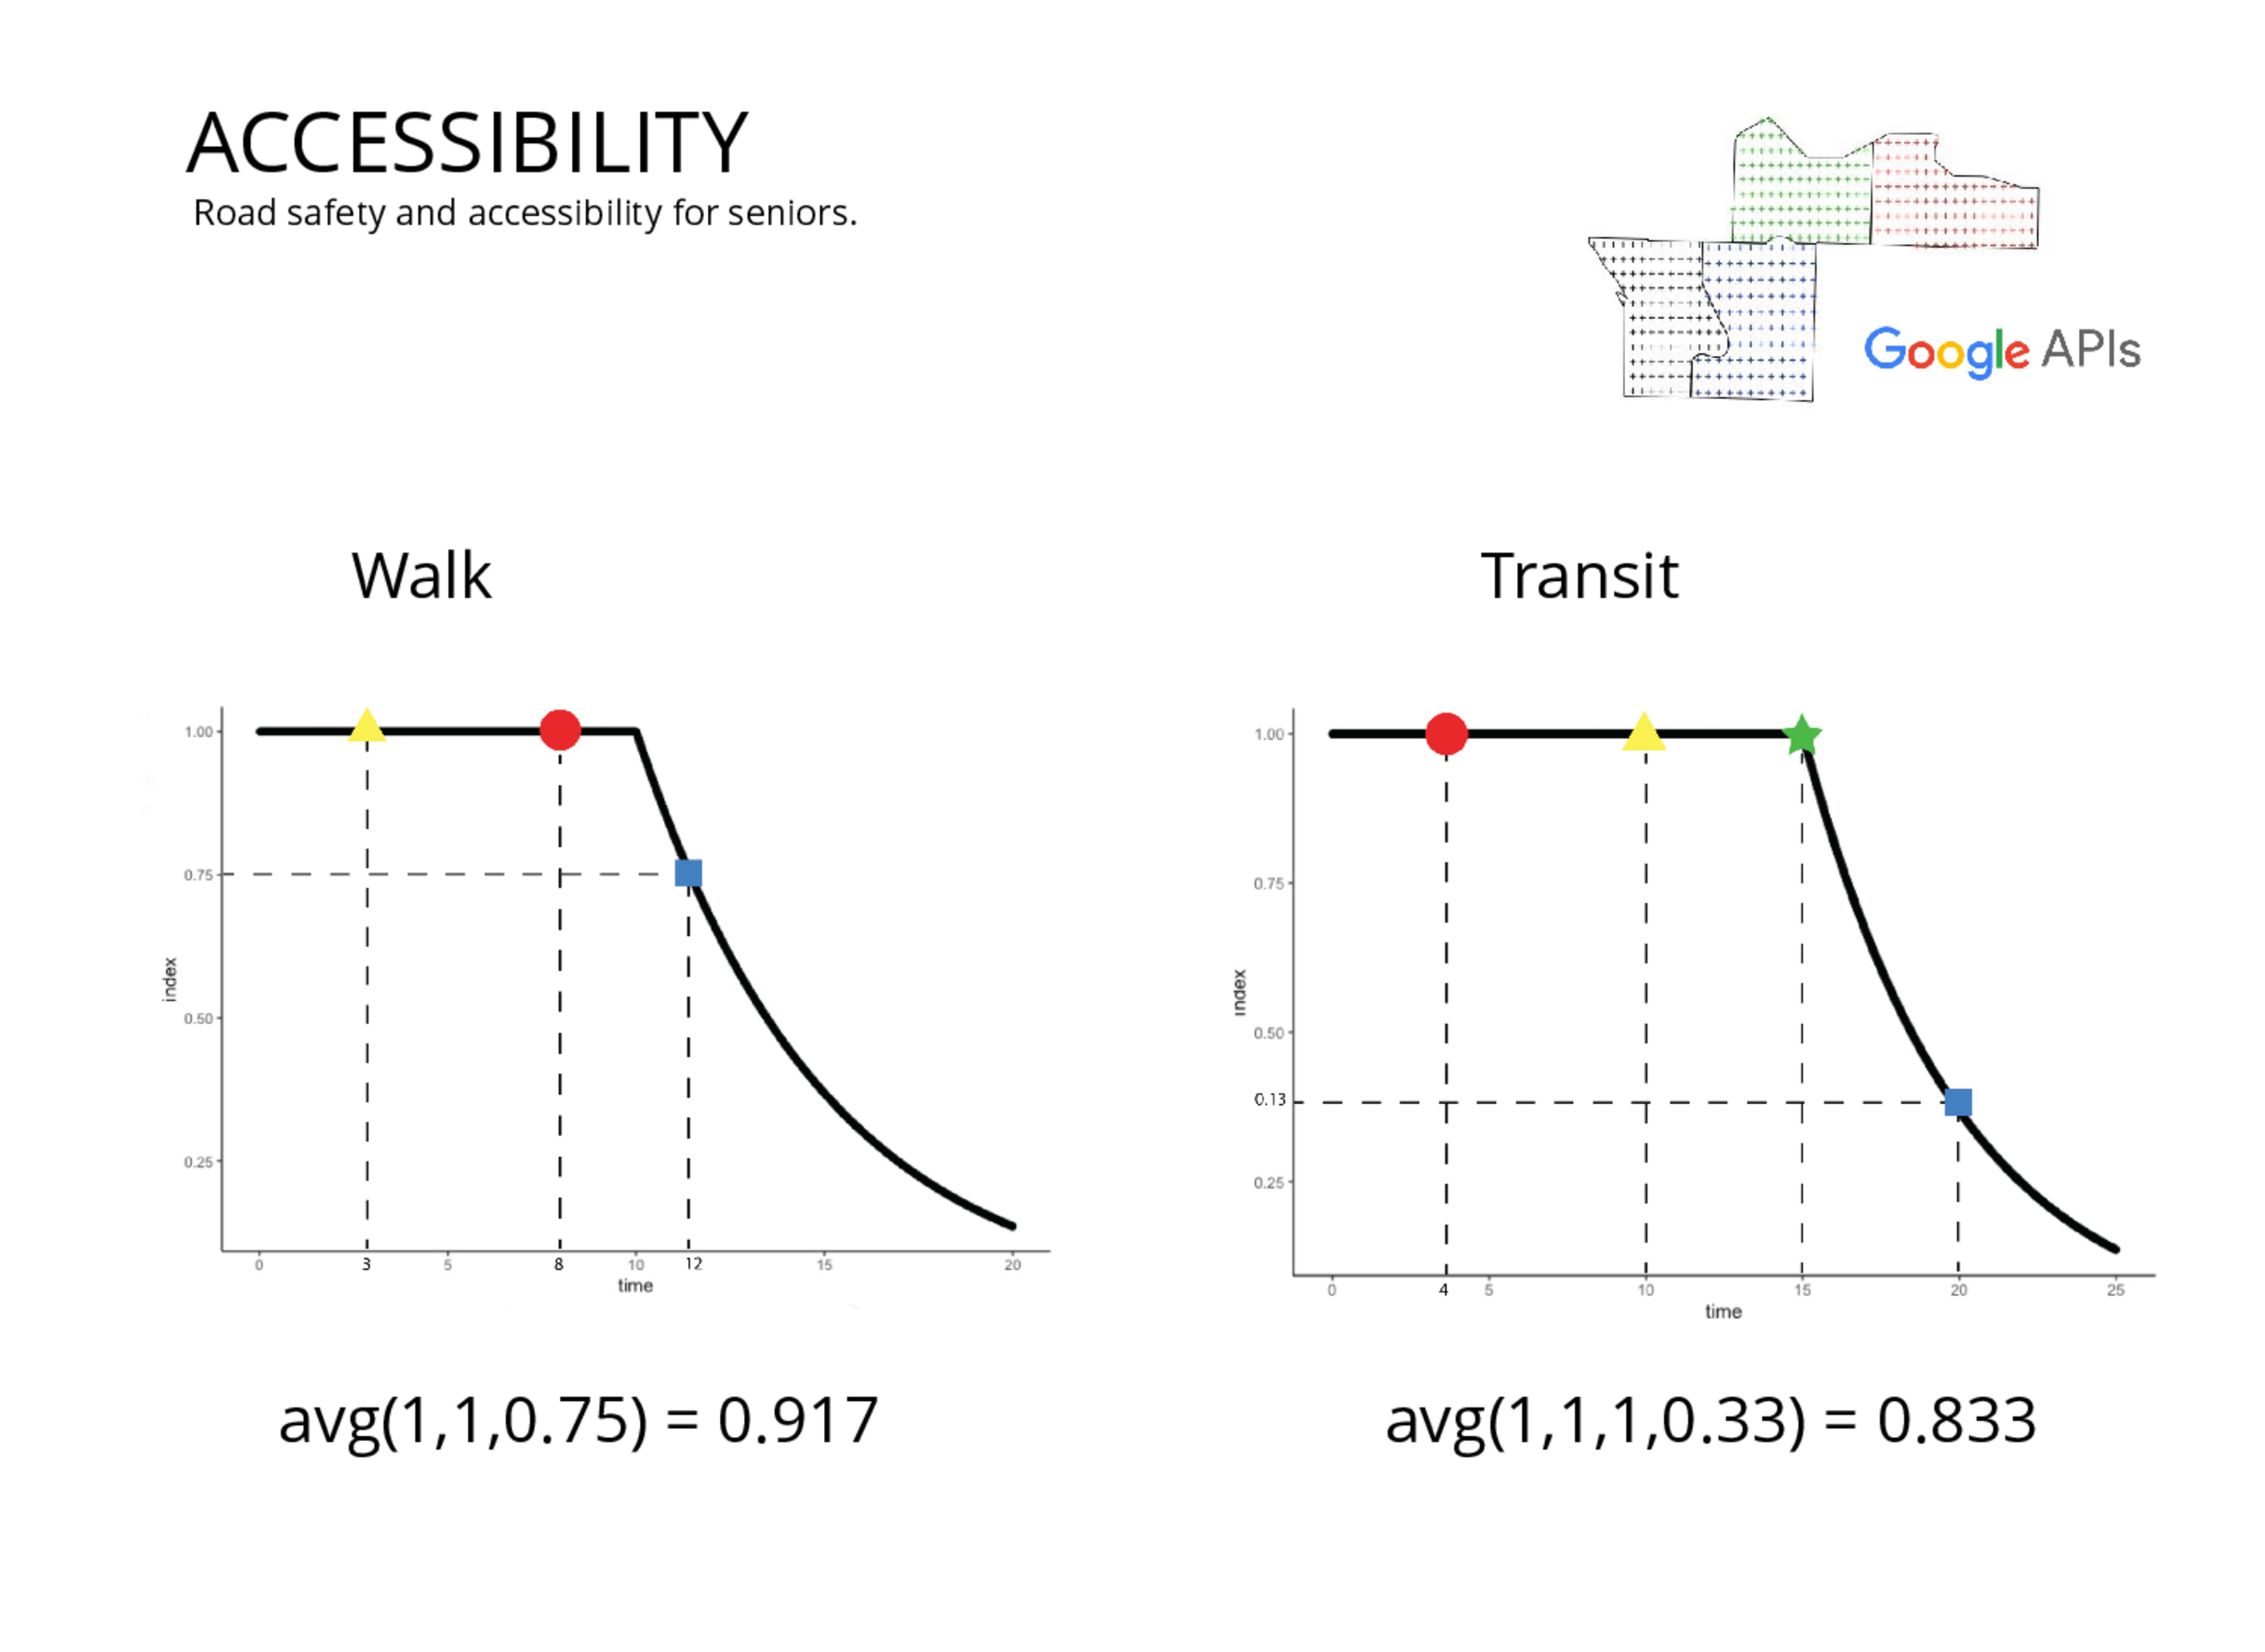 ACCESSIBILITY
Road safety and accessibility for seniors.
Google APIs
Walk
Transit
1.00
0.75
0.50
0.25
index
0
3
5
8
10
12
15
20
time
1.00
0.75
0.50
0.13
0.25
index
0
4
5
10
15
20
25
time
avg(1,1,0.75) = 0.917
avg(1,1,1,0.33) = 0.833